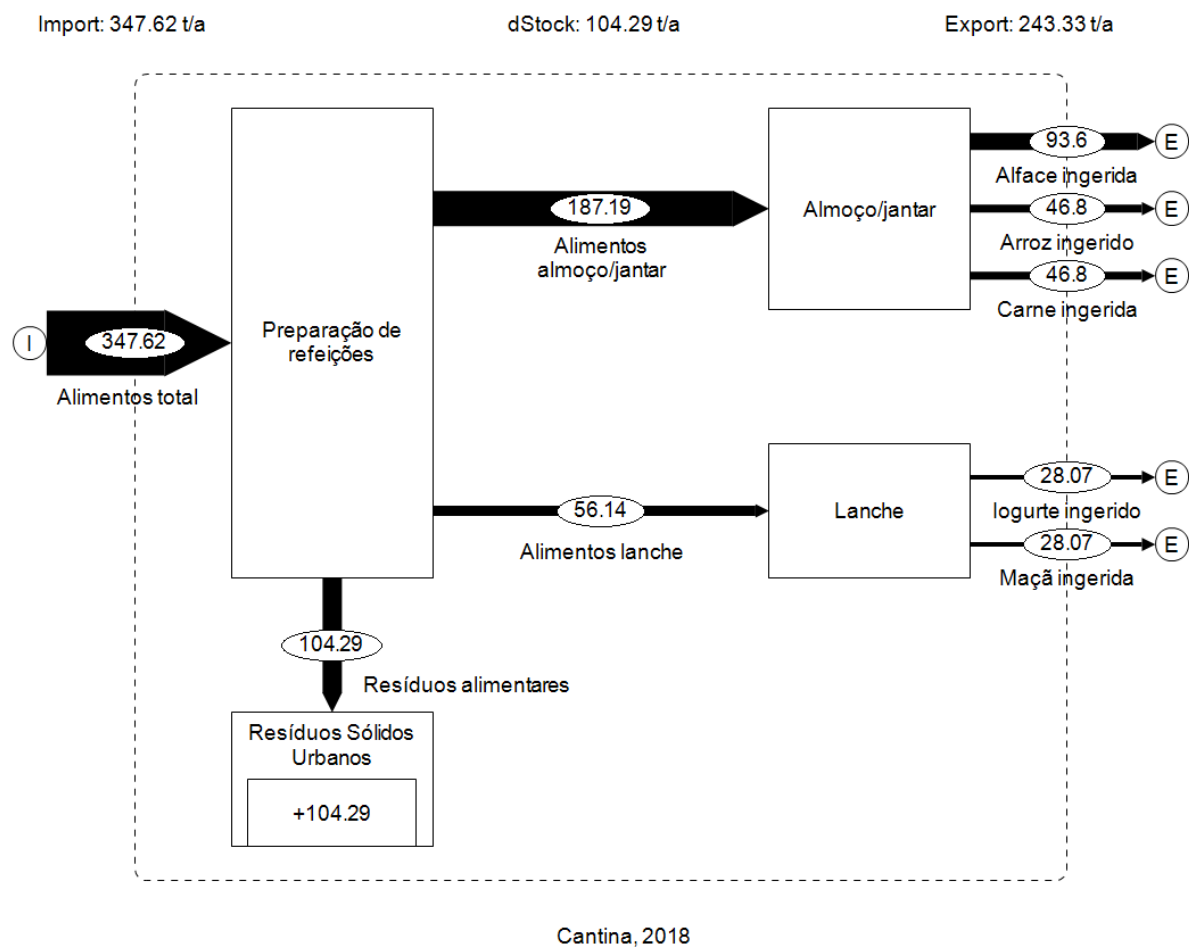 Import: 347.62 t/a
dStock: 104.29 t/a
Export: 243.33 t/a
93.6
E
Alface ingerida
187.19
Almoço/jantar
46.8
E
Alimentos
almoço/jantar
Arroz ingerido
46.8
E
Carne ingerida
I
347.62
Alimentos total
Preparação de
refeições
28.07
E
56.14
Lanche
Iogurte ingerido
Alimentos lanche
28.07
E
Maçã ingerida
104.29
Resíduos alimentares
Resíduos Sólidos
Urbanos
+104.29
Cantina, 2018